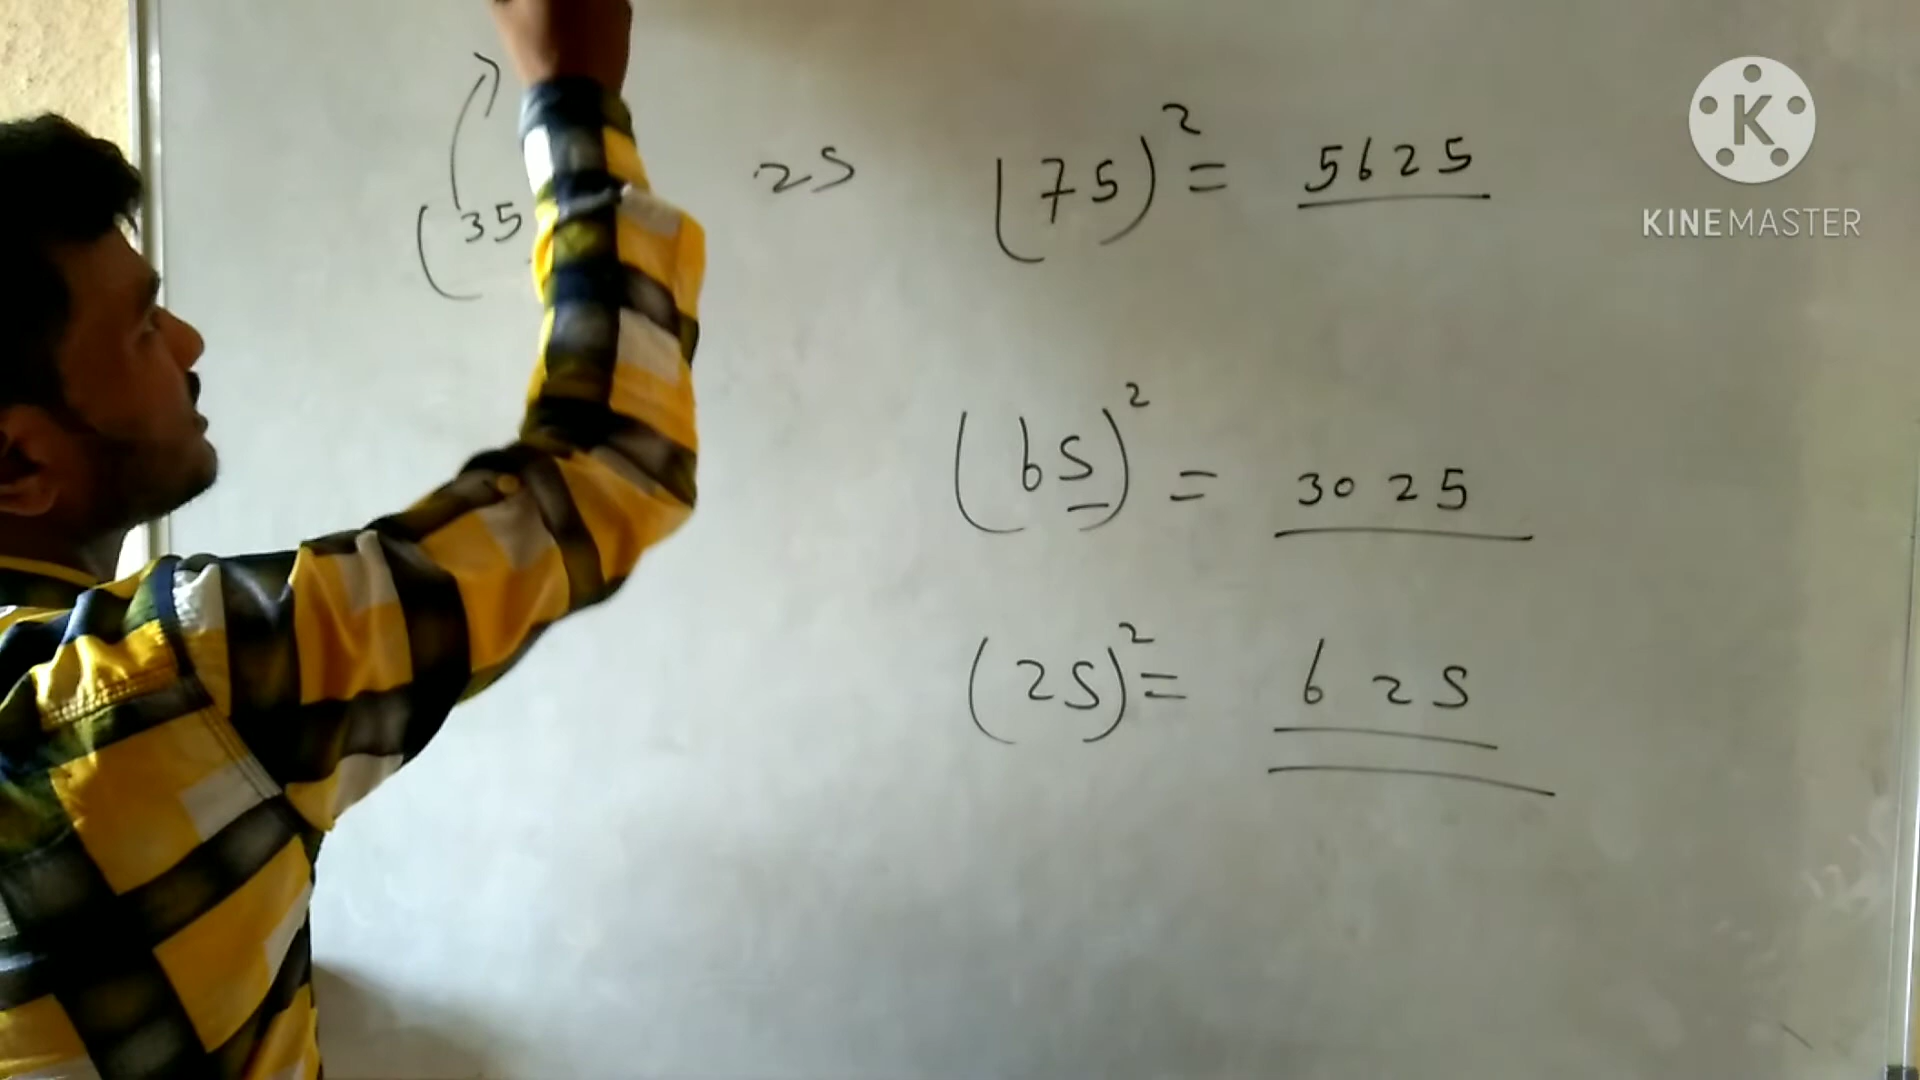 (35 25
(75)² = 5625
K
KINEMASTER
(65)² = 3025
(25)² = 625